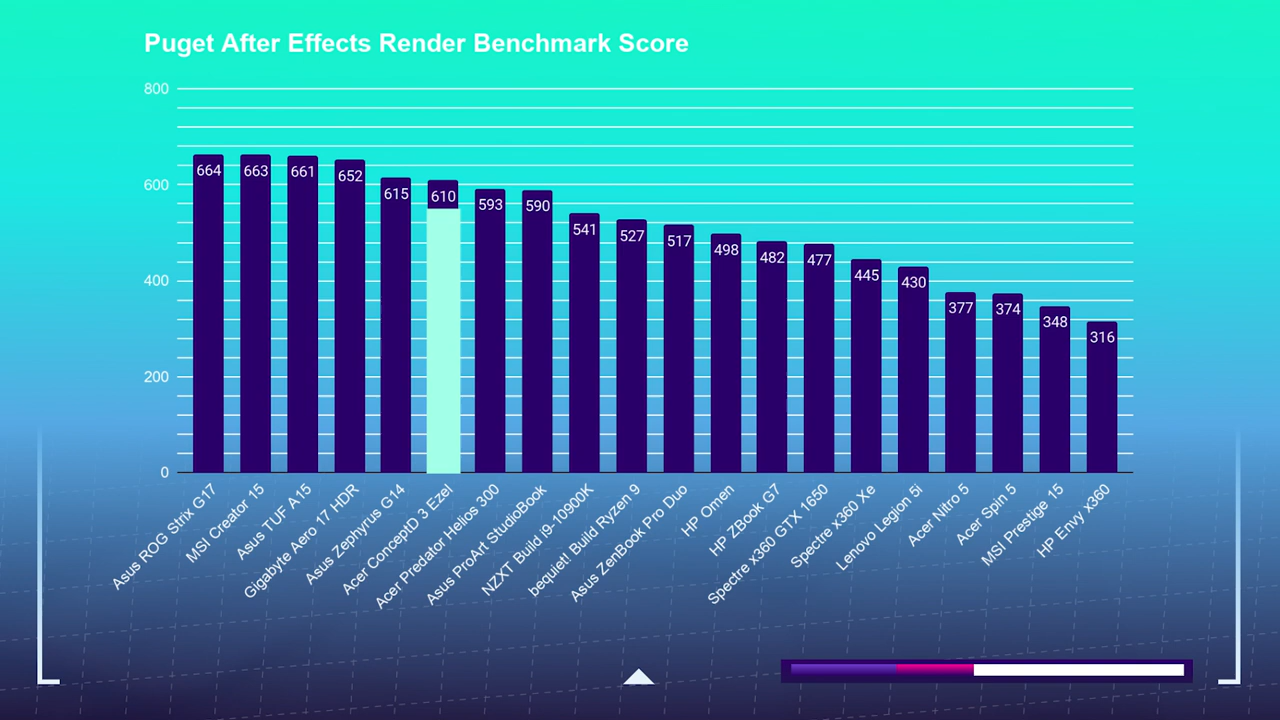 Puget After Effects Render Benchmark Score
800
600
400
200
0
664
663
661
652
615
610
593
590
541
527
517
498
482
477
445
430
377
374
348
316
Asus ROG Strix G17
MSI Creator 15
Asus TUF A15
Gigabyte Aero 17 HDR
Asus Zephyrus G14
Acer ConceptD 3 Ezel
Acer Predator Helios 300
Asus ProArt StudioBook
NZXT Build i9-10900K
bequiet! Build Ryzen 9
Asus ZenBook Pro Duo
HP Omen
HP ZBook G7
Spectre x360 GTX 1650
Spectre x360 Xe
Lenovo Legion 5i
Acer Nitro 5
Acer Spin 5
MSI Prestige 15
HP Envy x360